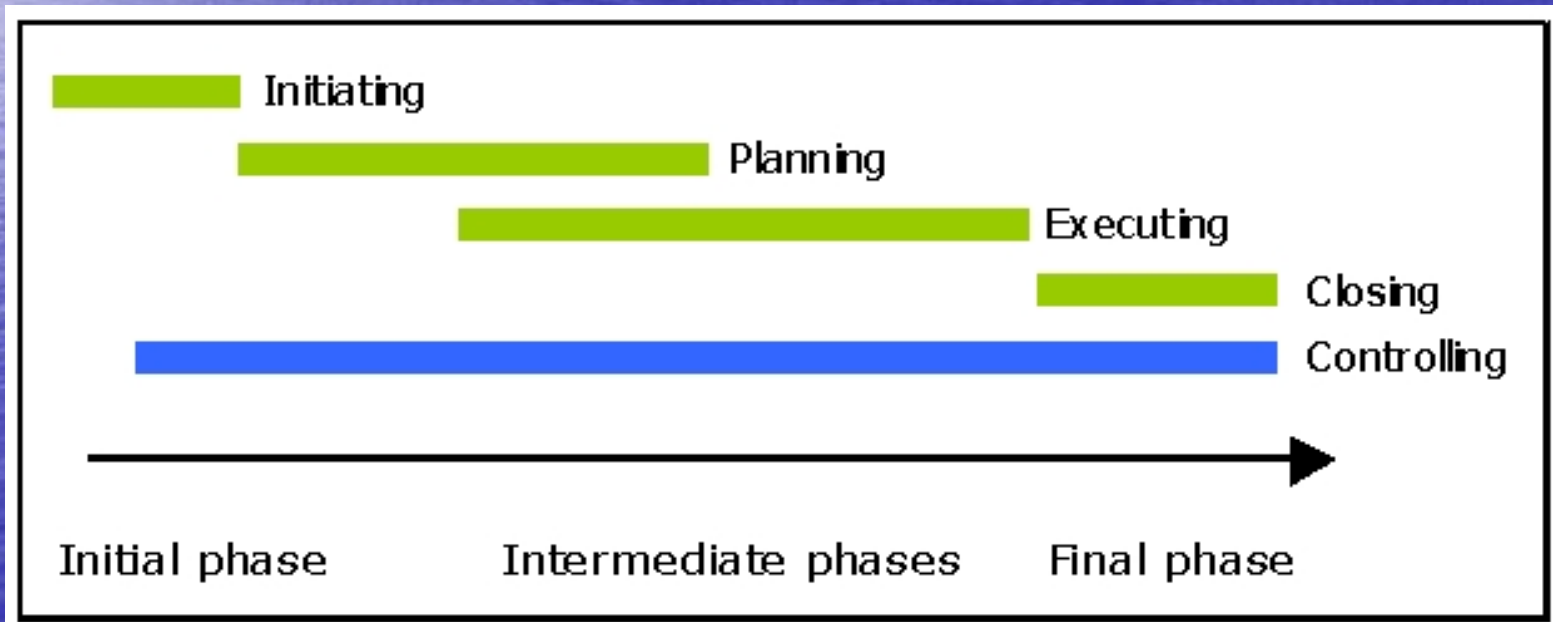 Initiating
Planning
Executing
Closing
Controlling
Initial phase
Intermediate phases
Final phase